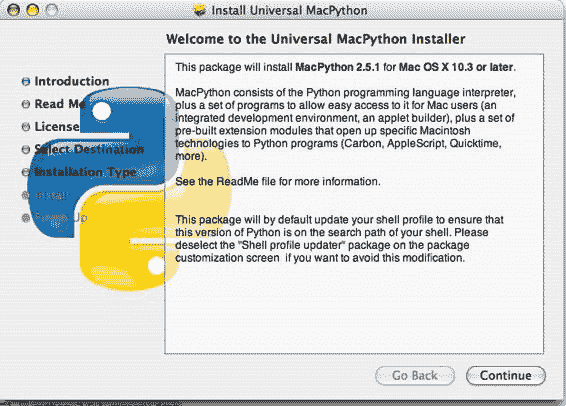 Install Universal MacPython
Welcome to the Universal MacPython Installer
Introduction
Read Me
License
Select Destination
Installation Type
Install
Finish Up
This package will install MacPython 2.5.1 for Mac OS X 10.3 or later.
MacPython consists of the Python programming language interpreter,
plus a set of programs to allow easy access to it for Mac users (an
integrated development environment, an applet builder), plus a set of
pre-built extension modules that open up specific Macintosh
technologies to Python programs (Carbon, AppleScript, Quicktime,
more).
See the ReadMe file for more information.
This package will by default update your shell profile to ensure that
this version of Python is on the search path of your shell. Please
deselect the "Shell profile updater" package on the package
customization screen if you want to avoid this modification.
Go Back
Continue